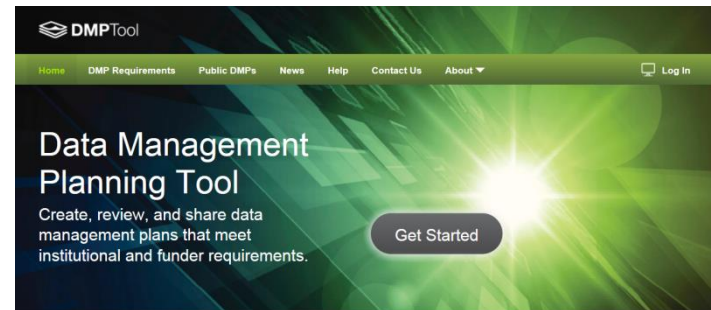 DMPTool
Home DMP Requirements Public DMPs News Help Contact Us About Log In
Data Management
Planning Tool
Create, review, and share data
management plans that meet
institutional and funder requirements.
Get Started